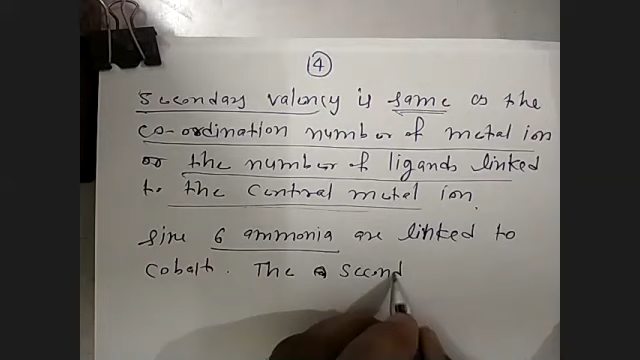 4
Secondary valency is same as the
co-ordination number of metal ion
or the number of ligands linked
to the central metal ion.
Sine 6 ammonia are linked to
Cobalt. The second